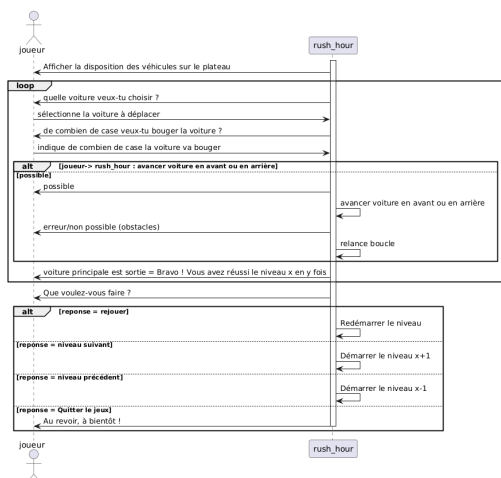 joueur
rush_hour
Afficher la disposition des véhicules sur le plateau
loop
quelle voiture veux-tu choisir ?
sélectionne la voiture à déplacer
de combien de case veux-tu bouger la voiture ?
indique de combien de case la voiture va bouger
alt [joueur-> rush_hour : avancer voiture en avant ou en arrière]
[possible]
possible
avancer voiture en avant ou en arrière
erreur/non possible (obstacles)
relance boucle
voiture principale est sortie = Bravo ! Vous avez réussi le niveau x en y fois
Que voulez-vous faire ?
alt [reponse = rejouer]
Redémarrer le niveau
[reponse = niveau suivant]
Démarrer le niveau x+1
[reponse = niveau précédent]
Démarrer le niveau x-1
[reponse = Quitter le jeux]
Au revoir, à bientôt !
joueur
rush_hour